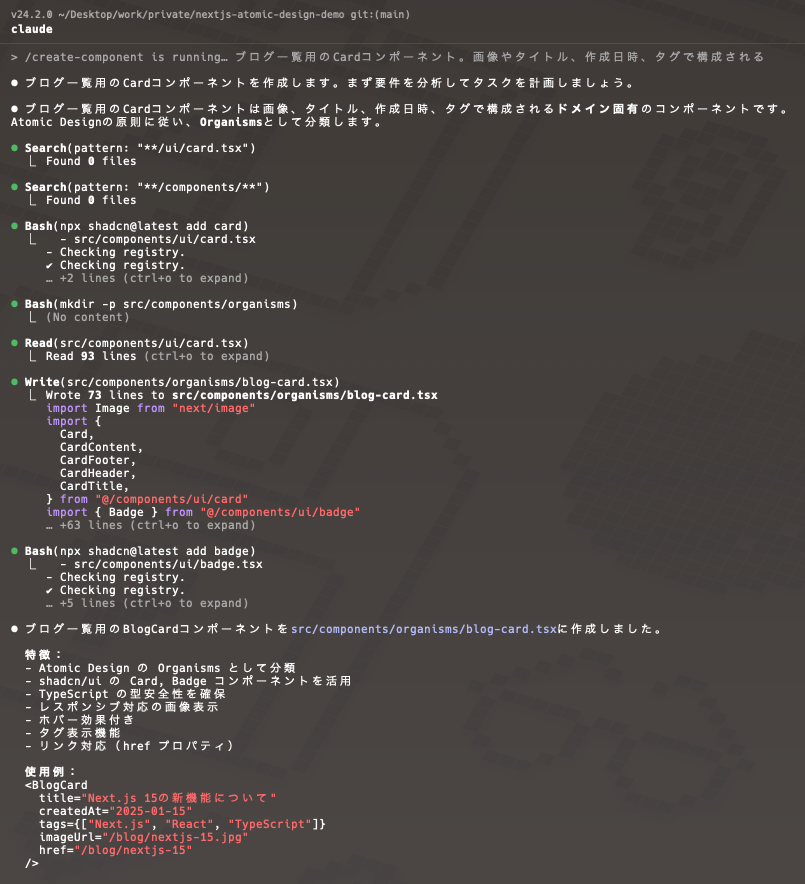 v24.2.0 ~/Desktop/work/private/nextjs-atomic-design-demo git:(main)
claude
> /create-component is running… ブログ一覧用のCardコンポーネント。画像やタイトル、作成日時、タグで構成される
● ブログ一覧用のCardコンポーネントを作成します。まず要件を分析してタスクを計画しましょう。
● ブログ一覧用のCardコンポーネントは画像、タイトル、作成日時、タグで構成されるドメイン固有のコンポーネントです。
Atomic Designの原則に従い、Organismsとして分類します。
● Search(pattern: "**/ui/card.tsx")
⎿ Found 0 files
● Search(pattern: "**/components/**")
⎿ Found 0 files
● Bash(npx shadcn@latest add card)
⎿ - src/components/ui/card.tsx
- Checking registry.
✔ Checking registry.
… +2 lines (ctrl+o to expand)
● Bash(mkdir -p src/components/organisms)
⎿ (No content)
● Read(src/components/ui/card.tsx)
⎿ Read 93 lines (ctrl+o to expand)
● Write(src/components/organisms/blog-card.tsx)
⎿ Wrote 73 lines to src/components/organisms/blog-card.tsx
import Image from "next/image"
import {
Card,
CardContent,
CardFooter,
CardHeader,
CardTitle,
} from "@/components/ui/card"
import { Badge } from "@/components/ui/badge"
… +63 lines (ctrl+o to expand)
● Bash(npx shadcn@latest add badge)
⎿ - src/components/ui/badge.tsx
- Checking registry.
✔ Checking registry.
… +5 lines (ctrl+o to expand)
● ブログ一覧用のBlogCardコンポーネントをsrc/components/organisms/blog-card.tsxに作成しました。
特徴：
- Atomic Design の Organisms として分類
- shadcn/ui の Card, Badge コンポーネントを活用
- TypeScript の型安全性を確保
- レスポンシブ対応の画像表示
- ホバー効果付き
- タグ表示機能
- リンク対応（href プロパティ）
使用例：
<BlogCard
title="Next.js 15の新機能について"
createdAt="2025-01-15"
tags={["Next.js", "React", "TypeScript"]}
imageUrl="/blog/nextjs-15.jpg"
href="/blog/nextjs-15"
/>